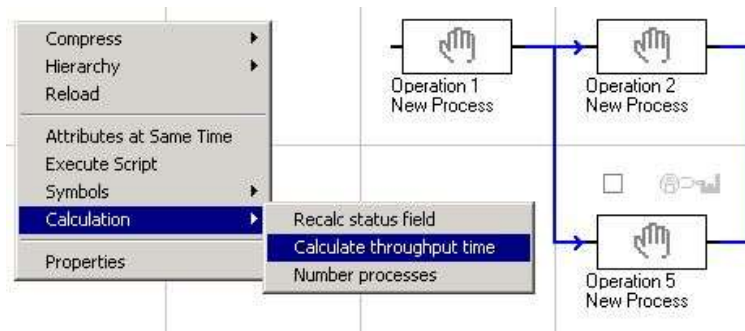 Compress
Hierarchy
Reload
Attributes at Same Time
Execute Script
Symbols
Calculation
Properties
Recalc status field
Calculate throughput time
Number processes
Operation 1
New Process
Operation 2
New Process
Operation 5
New Process